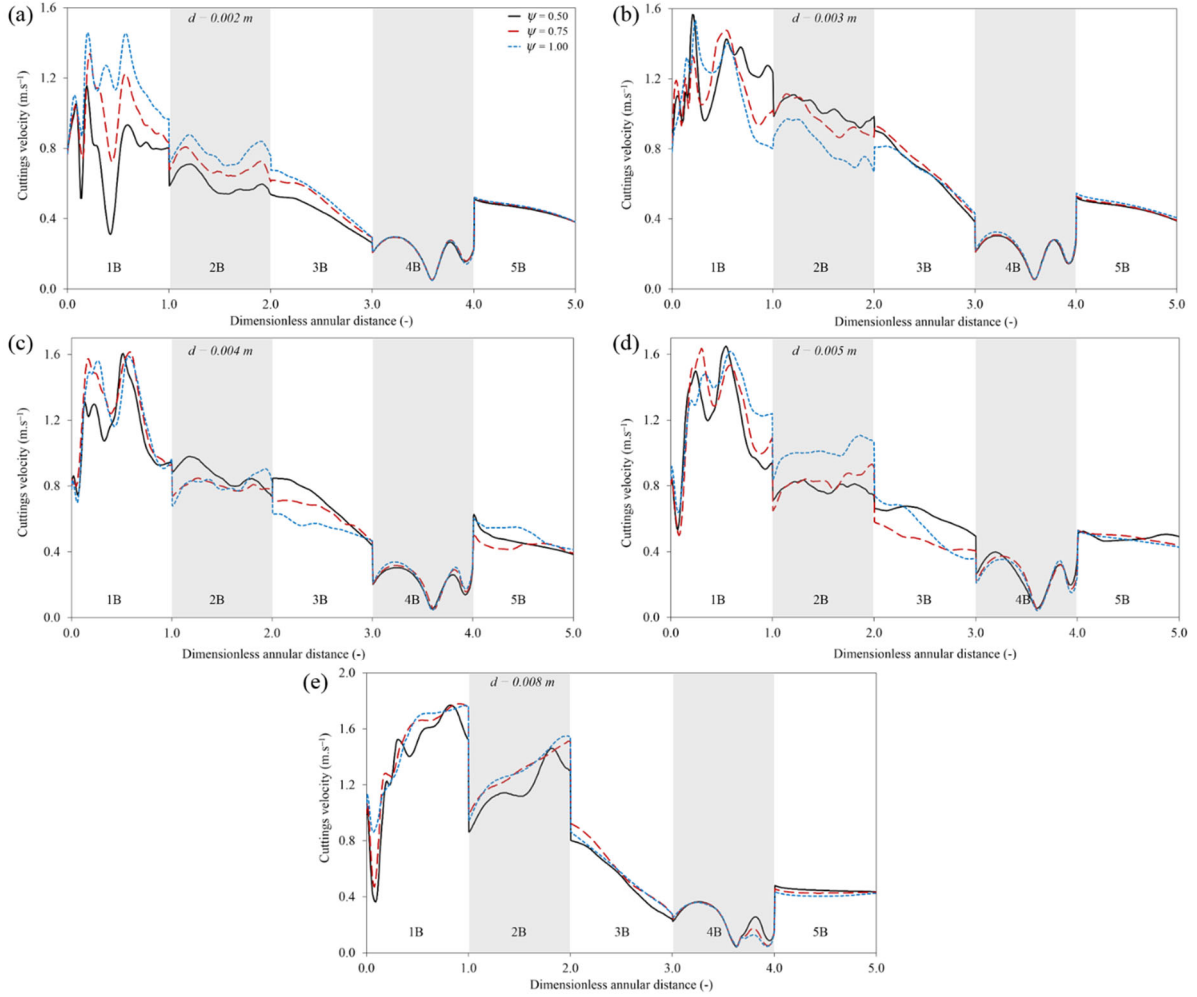 (a)
d − 0.002 m
ψ = 0.50
ψ = 0.75
ψ = 1.00
Cuttings velocity (m.s⁻¹)
1.6
1.2
0.8
0.4
0.0
1B 2B 3B 4B 5B
0.0 1.0 2.0 3.0 4.0 5.0
Dimensionless annular distance (-)
(b)
d − 0.003 m
Cuttings velocity (m.s⁻¹)
1.6
1.2
0.8
0.4
0.0
1B 2B 3B 4B 5B
0.0 1.0 2.0 3.0 4.0 5.0
Dimensionless annular distance (-)
(c)
d − 0.004 m
Cuttings velocity (m.s⁻¹)
1.6
1.2
0.8
0.4
0.0
1B 2B 3B 4B 5B
0.0 1.0 2.0 3.0 4.0 5.0
Dimensionless annular distance (-)
(d)
d − 0.005 m
Cuttings velocity (m.s⁻¹)
1.6
1.2
0.8
0.4
0.0
1B 2B 3B 4B 5B
0.0 1.0 2.0 3.0 4.0 5.0
Dimensionless annular distance (-)
(e)
d − 0.008 m
Cuttings velocity (m.s⁻¹)
2.0
1.6
1.2
0.8
0.4
0.0
1B 2B 3B 4B 5B
0.0 1.0 2.0 3.0 4.0 5.0
Dimensionless annular distance (-)